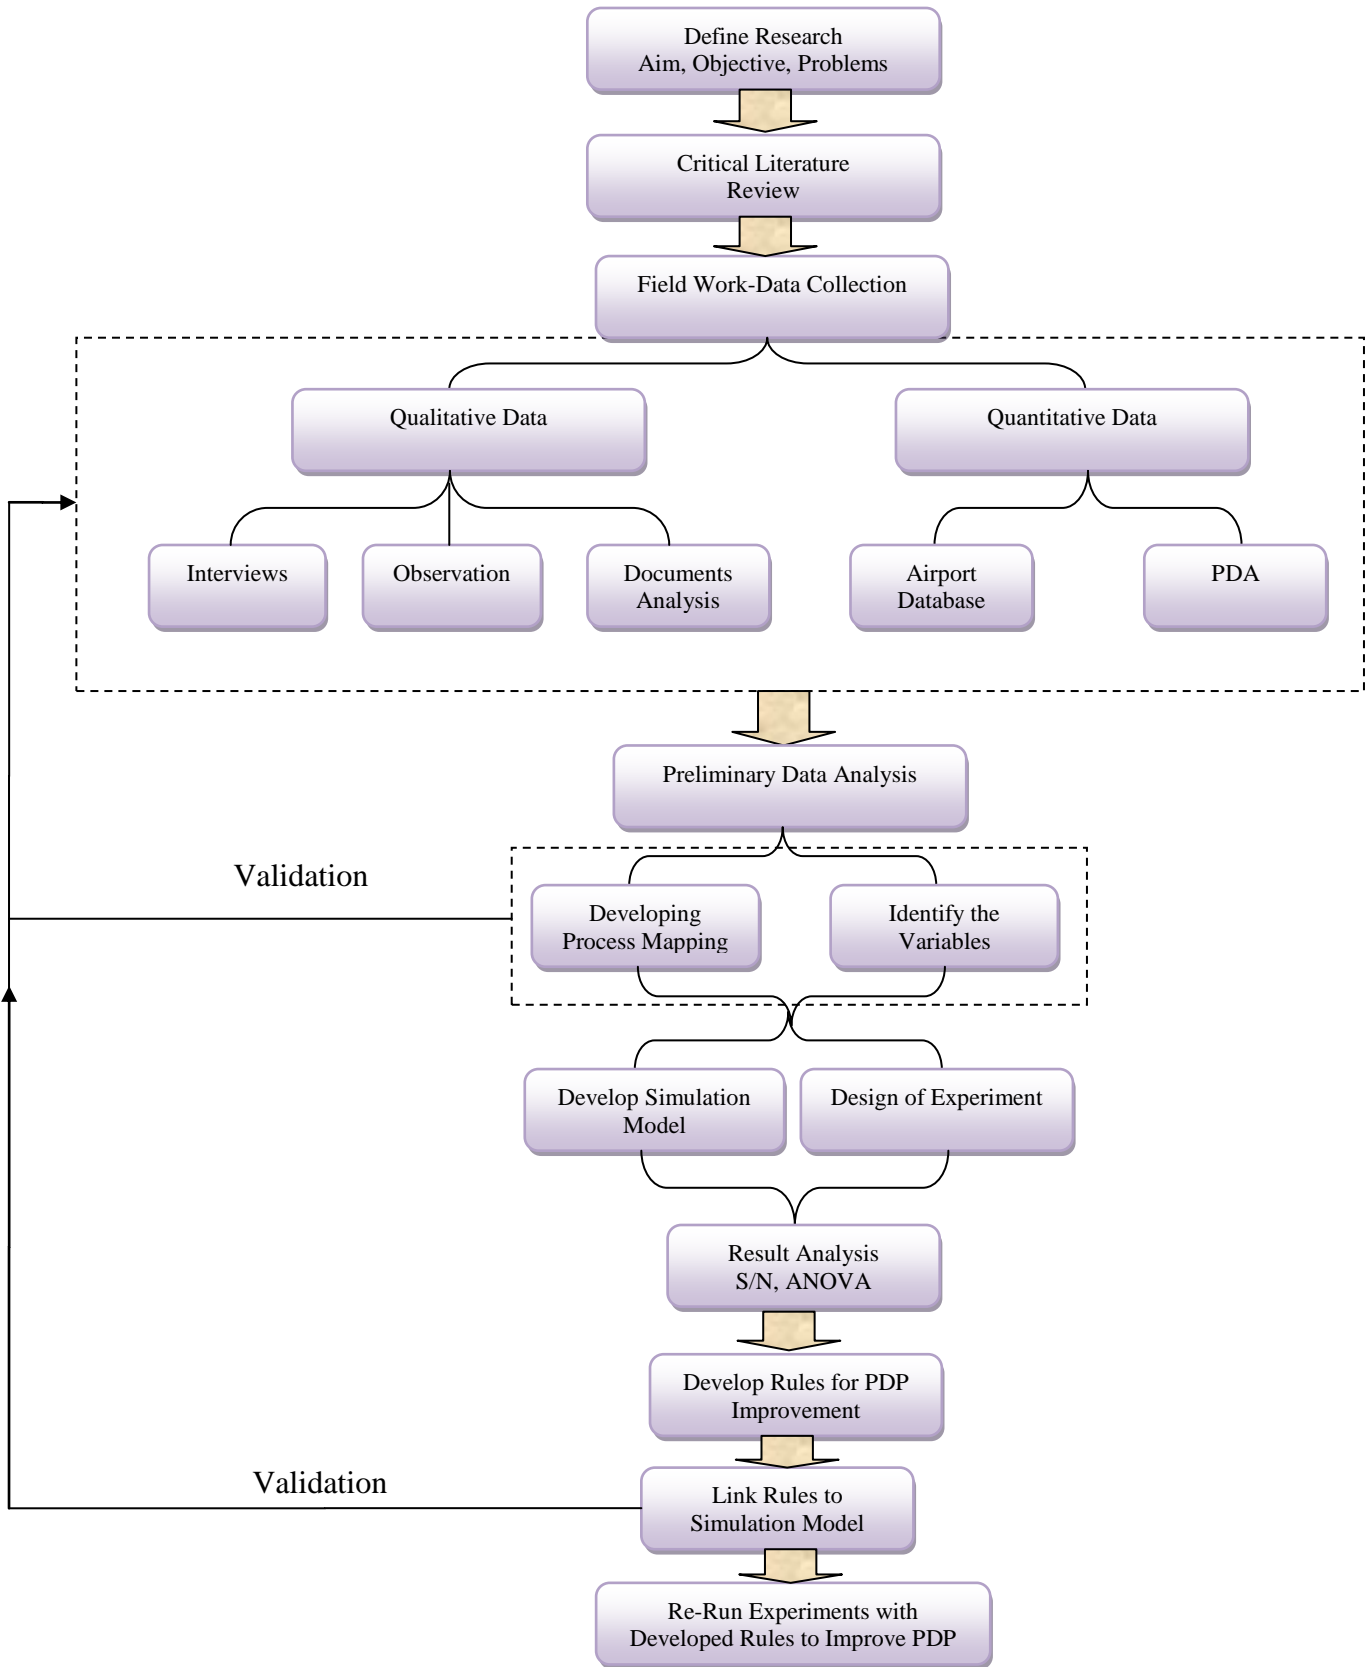 Define Research
Aim, Objective, Problems
Critical Literature
Review
Field Work-Data Collection
Qualitative Data
Quantitative Data
Interviews
Observation
Documents
Analysis
Airport
Database
PDA
Preliminary Data Analysis
Validation
Developing
Process Mapping
Identify the
Variables
Develop Simulation
Model
Design of Experiment
Result Analysis
S/N, ANOVA
Develop Rules for PDP
Improvement
Validation
Link Rules to
Simulation Model
Re-Run Experiments with
Developed Rules to Improve PDP